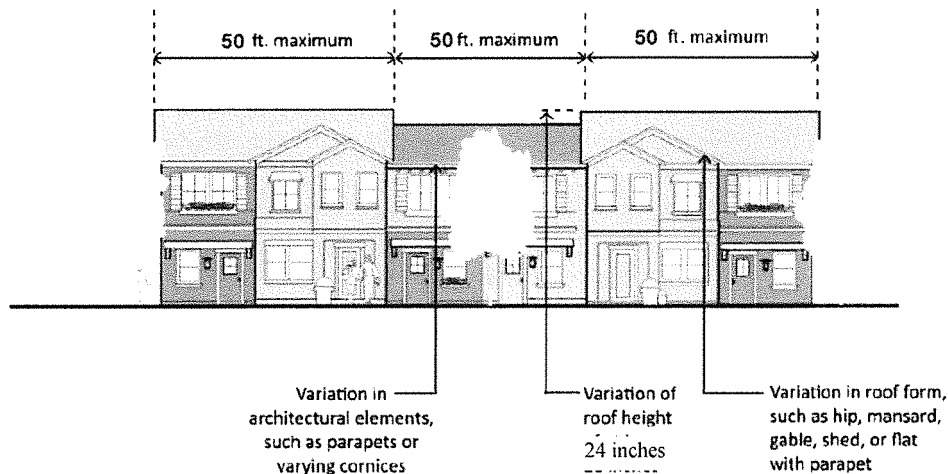 50 ft. maximum 50 ft. maximum 50 ft. maximum
Variation in
architectural elements,
such as parapets or
varying cornices
Variation of
roof height
24 inches
Variation in roof form,
such as hip, mansard,
gable, shed, or flat
with parapet